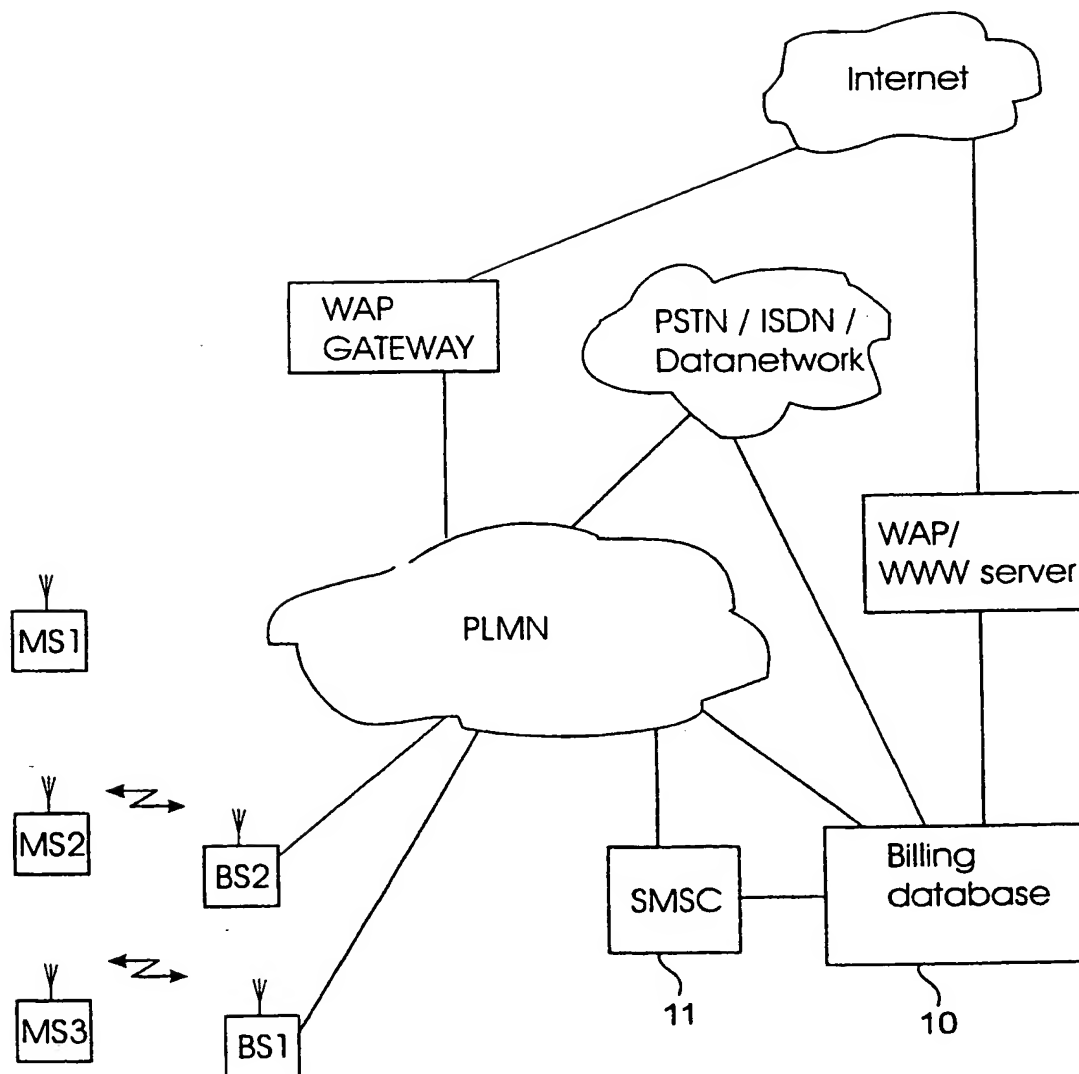 Internet
WAP
GATEWAY
PSTN / ISDN /
Datanetwork
WAP/
WWW server
PLMN
MS1
MS2
BS2
SMSC
Billing
database
MS3
BS1
11
10